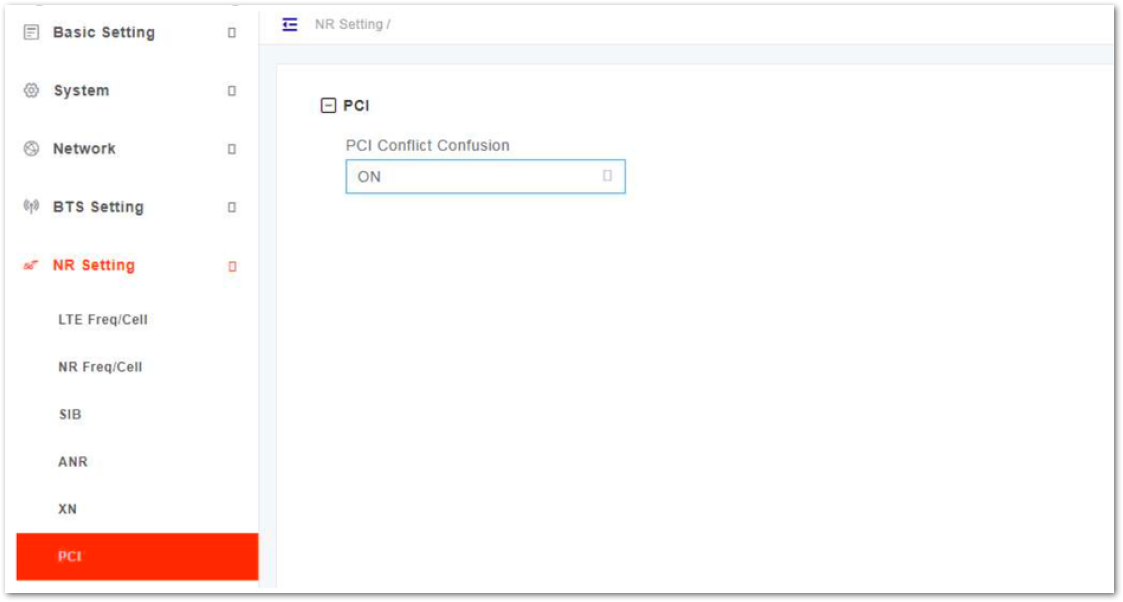 Basic Setting
NR Setting /
System
PCI
Network
PCI Conflict Confusion
ON
BTS Setting
NR Setting
LTE Freq/Cell
NR Freq/Cell
SIB
ANR
XN
PCI